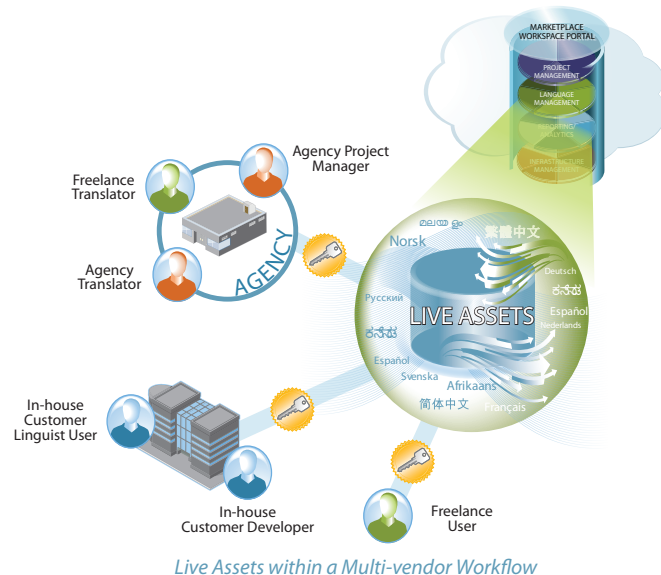 MARKETPLACE
WORKSPACE PORTAL
PROJECT
MANAGEMENT
LANGUAGE
MANAGEMENT
REPORTING/
ANALYTICS
INFRASTRUCTURE
MANAGEMENT
Agency Project
Manager
Freelance
Translator
AGENCY
Agency
Translator
മലയ ളം
Norsk
繁體中文
Deutsch
Русский
ಕನ್ನಡ
Español
LIVE ASSETS
Nederlands
ಕನ್ನಡ
Español
Svenska
Afrikaans
简体中文
Français
In-house
Customer
Linguist User
In-house
Customer Developer
Freelance
User
Live Assets within a Multi-vendor Workflow